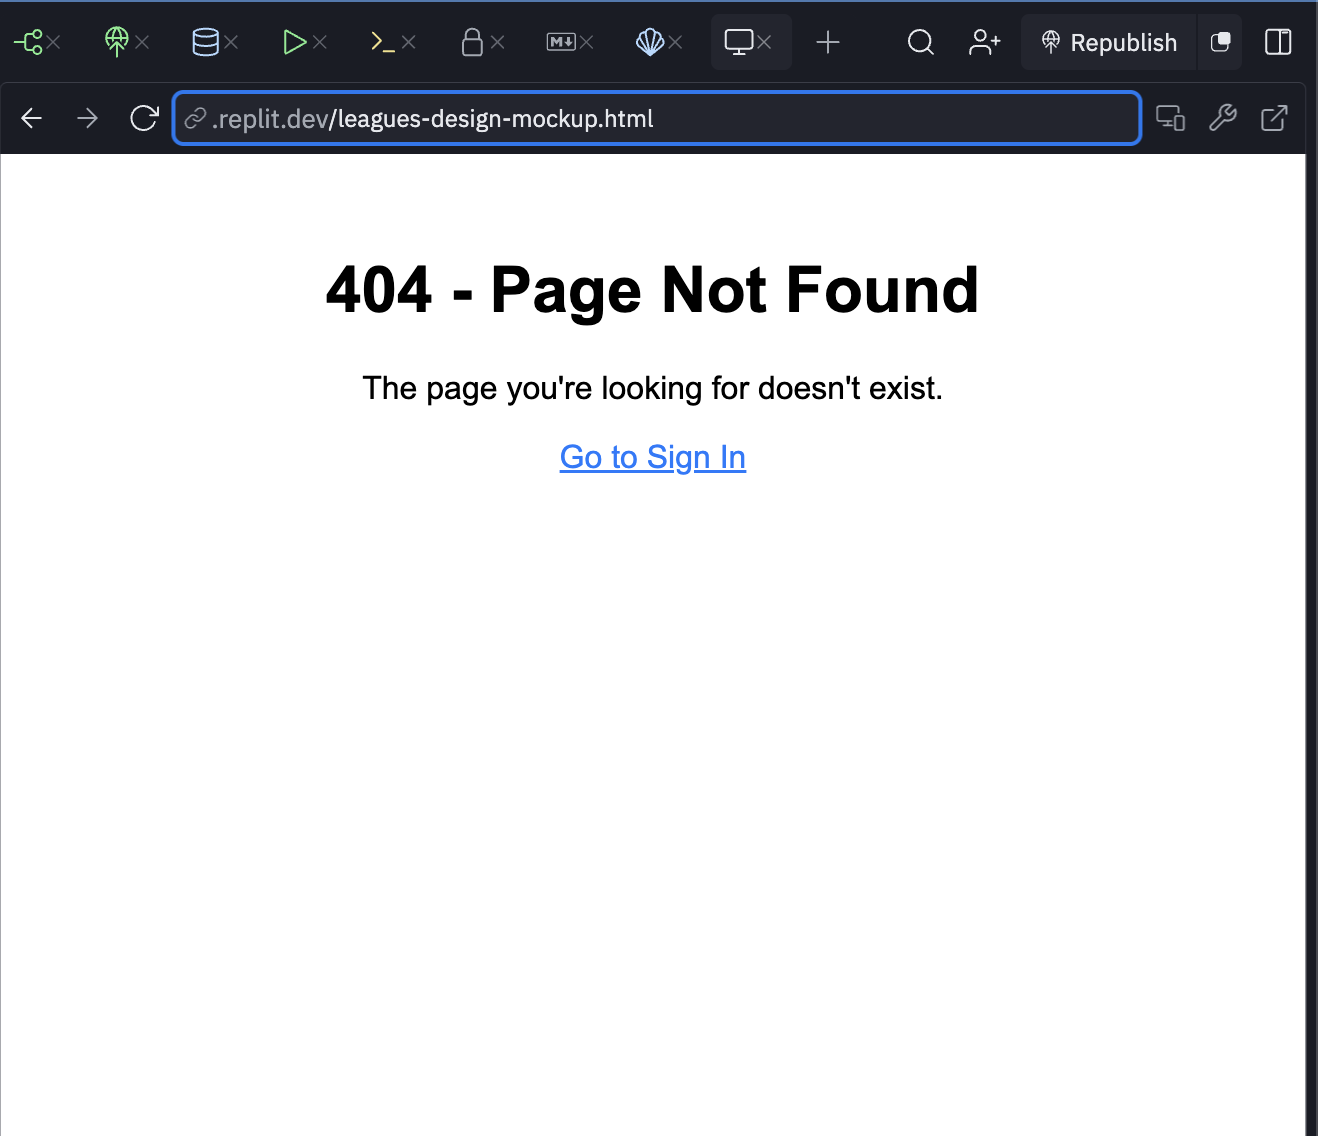 M↓
Republish
.replit.dev/leagues-design-mockup.html
404 - Page Not Found
The page you're looking for doesn't exist.
Go to Sign In